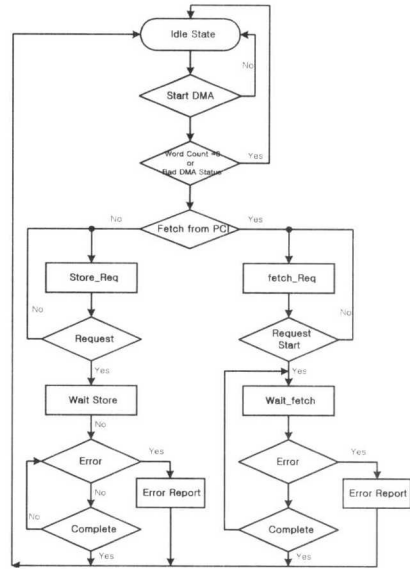 Idle State
No
Start DMA
Word Count =0
or
Bad DMA Status
Yes
No
Fetch from PCI
Yes
Store_Req
fetch_Req
No
Request
No
Request
Start
Yes
Yes
Wait Store
Wait_fetch
No
Error
Yes
Error
Yes
No
Error Report
No
Error Report
No
Complete
Complete
Yes
Yes